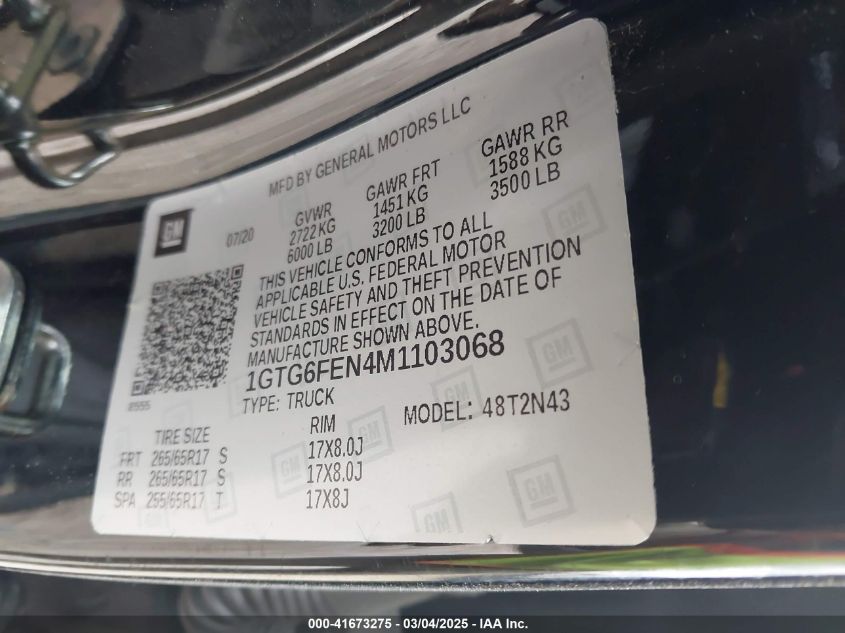 MFD BY GENERAL MOTORS LLC
GM
07/20
GVWR GAWR FRT GAWR RR
2722 KG 1451 KG 1588 KG
6000 LB 3200 LB 3500 LB
THIS VEHICLE CONFORMS TO ALL
APPLICABLE U.S. FEDERAL MOTOR
VEHICLE SAFETY AND THEFT PREVENTION
STANDARDS IN EFFECT ON THE DATE OF
MANUFACTURE SHOWN ABOVE.
1GTG6FEN4M1103068
TYPE: TRUCK MODEL: 48T2N43
TIRE SIZE RIM
FRT 265/65R17 S 17X8.0J
RR 265/65R17 S 17X8.0J
SPA 255/65R17 T 17X8J
000-41673275 - 03/04/2025 - IAA Inc.